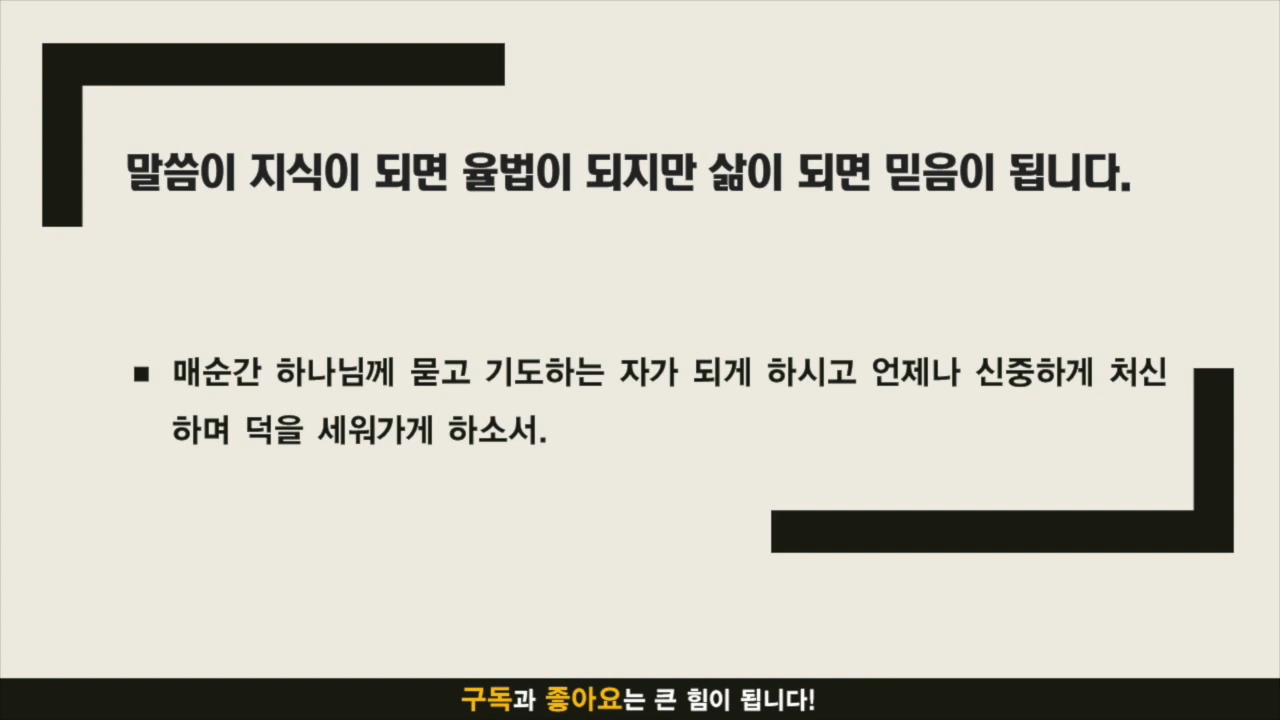 말씀이 지식이 되면 율법이 되지만 삶이 되면 믿음이 됩니다.
■ 매순간 하나님께 묻고 기도하는 자가 되게 하시고 언제나 신중하게 처신
하며 덕을 세워가게 하소서.
구독과 좋아요는 큰 힘이 됩니다!